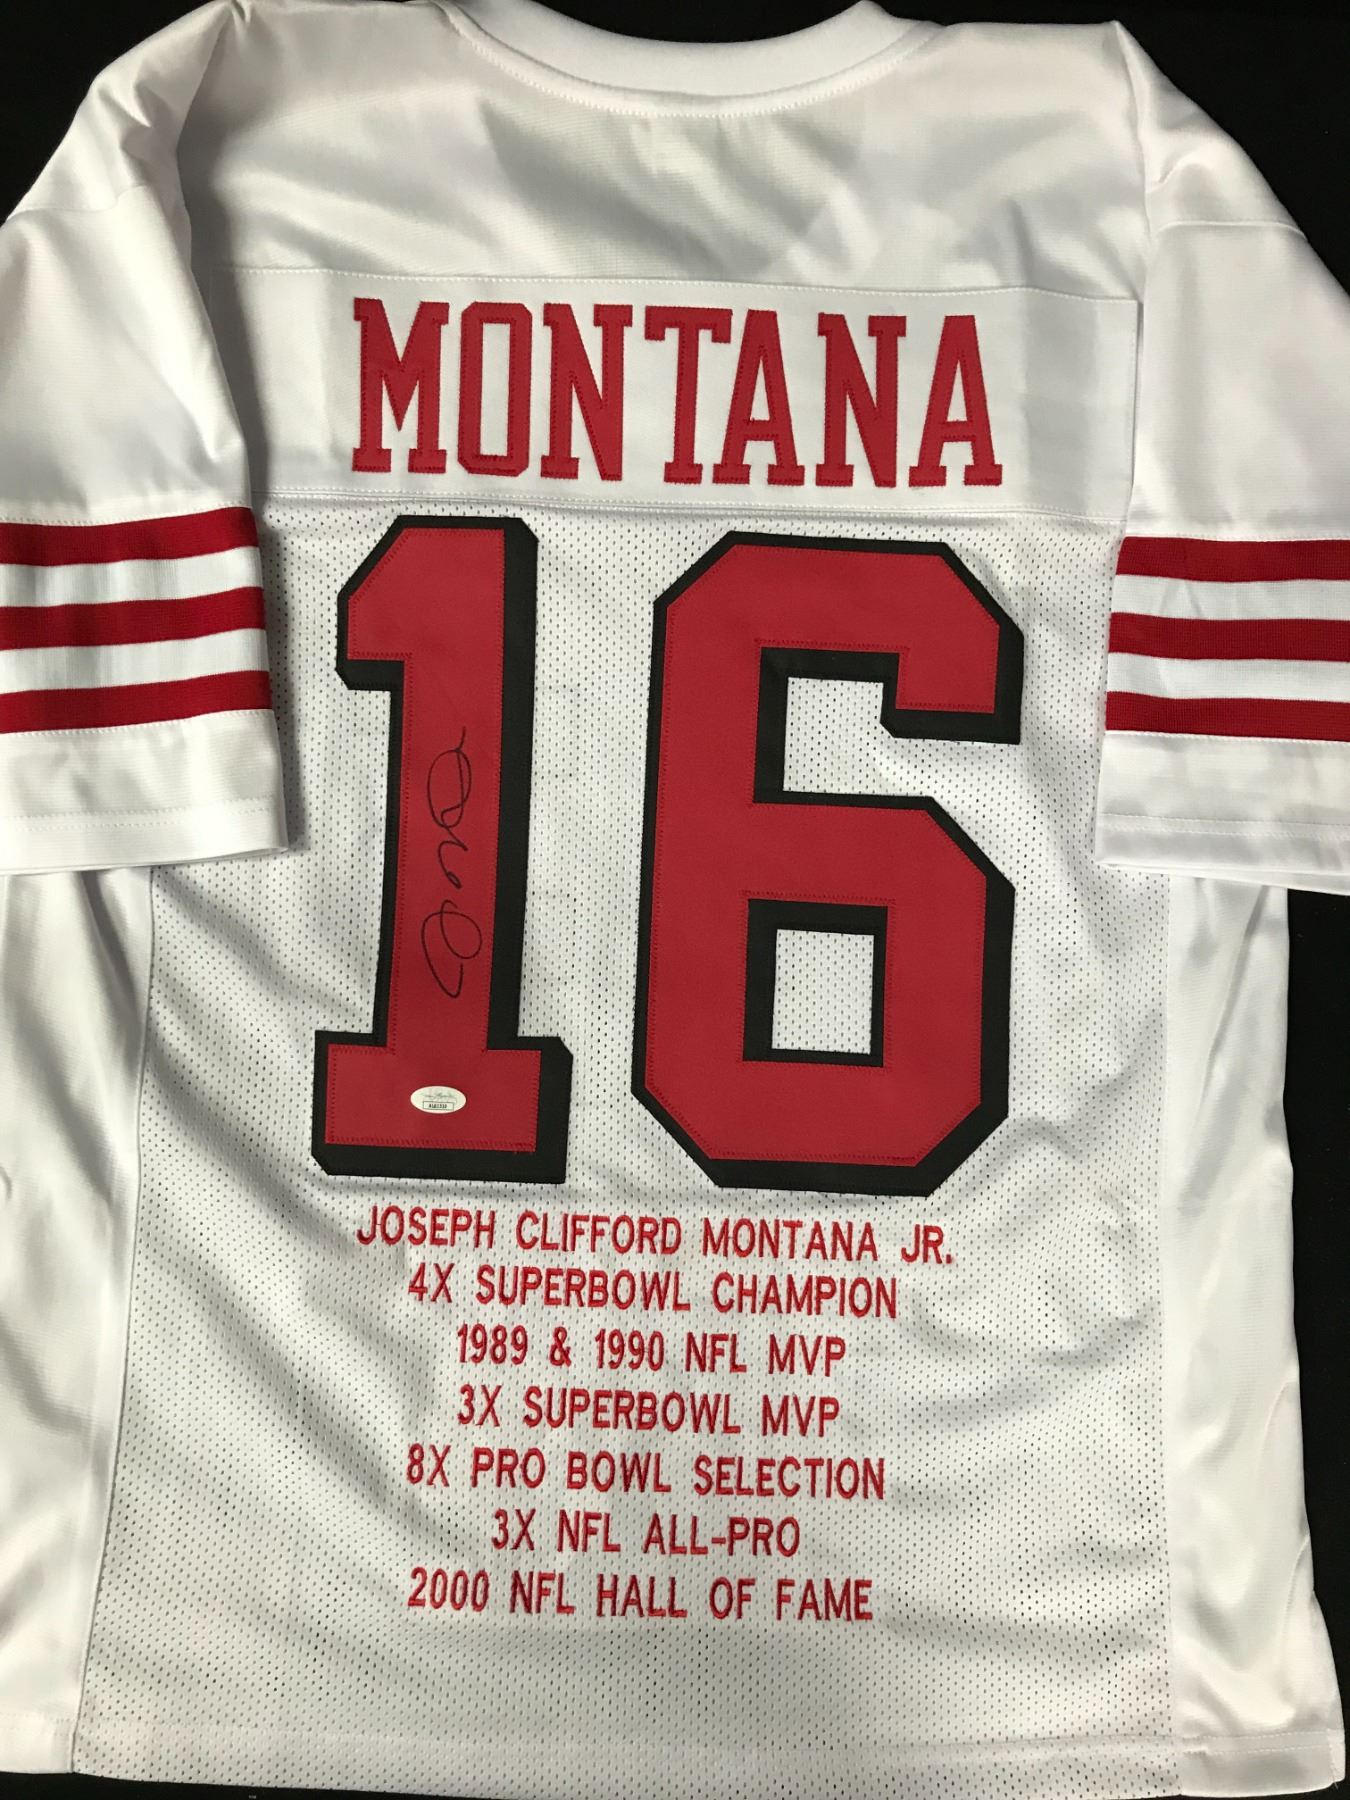 MONTANA
16
JOSEPH CLIFFORD MONTANA JR.
4X SUPERBOWL CHAMPION
1989 & 1990 NFL MVP
3X SUPERBOWL MVP
8X PRO BOWL SELECTION
3X NFL ALL-PRO
2000 NFL HALL OF FAME